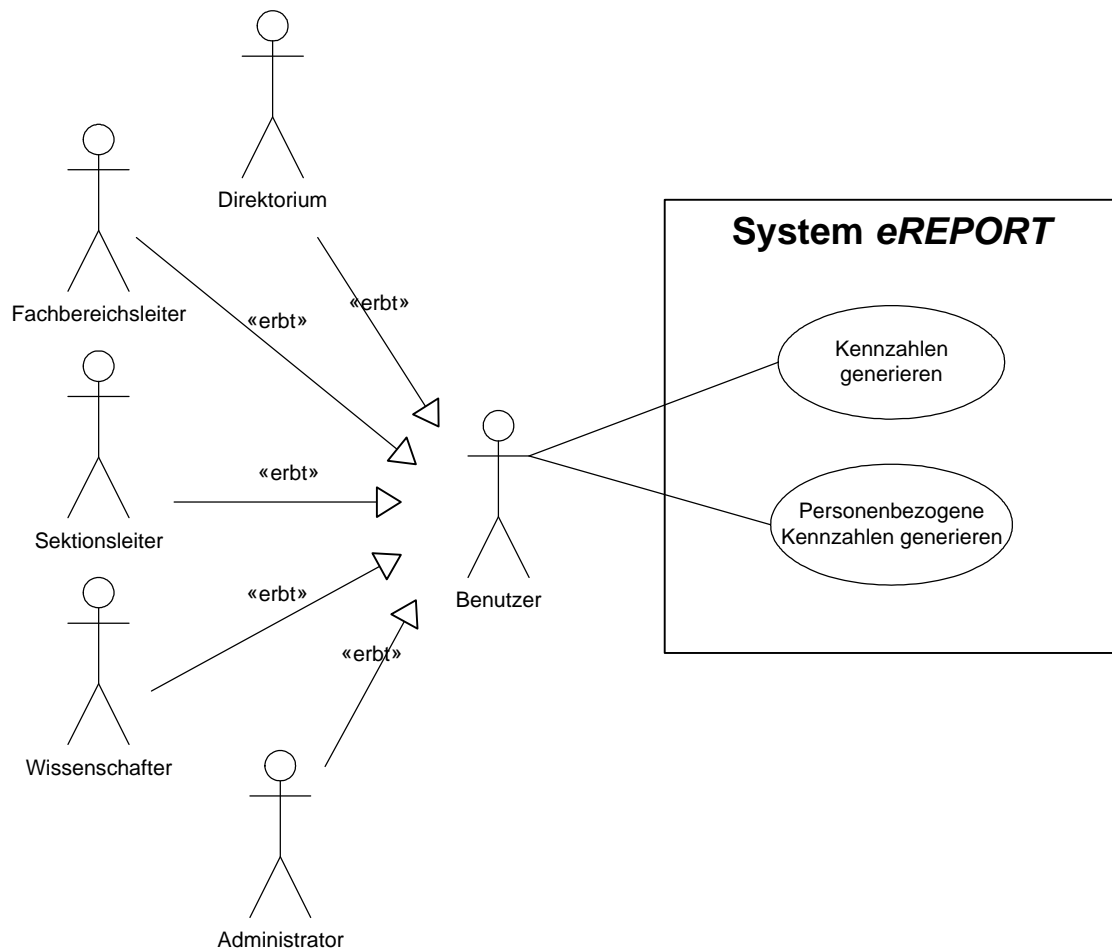 Direktorium
Fachbereichsleiter
System eREPORT
«erbt»
«erbt»
Kennzahlen
generieren
«erbt»
Sektionsleiter
Personenbezogene
Kennzahlen generieren
«erbt»
Benutzer
«erbt»
Wissenschafter
Administrator